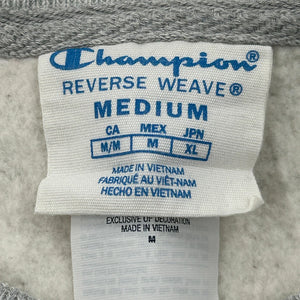 Champion®
REVERSE WEAVE®
MEDIUM
CA MEX JPN
M/M M XL
MADE IN VIETNAM
FABRIQUÉ AU VIÊT-NAM
HECHO EN VIETNAM
EXCLUSIVE OF DECORATION
MADE IN VIETNAM
M